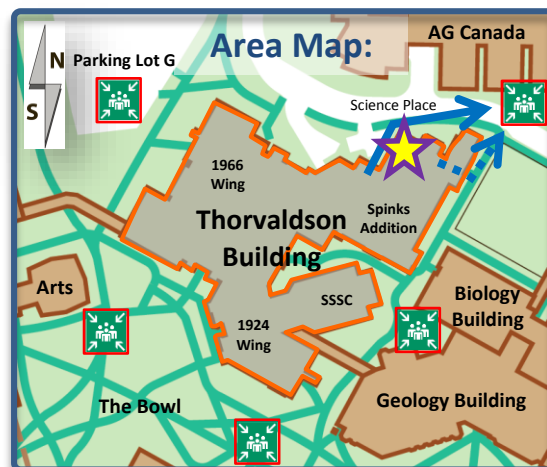 Area Map:
AG Canada
N
S
Parking Lot G
Science Place
1966
Wing
Thorvaldson
Building
Spinks
Addition
Arts
SSSC
Biology
Building
1924
Wing
The Bowl
Geology Building